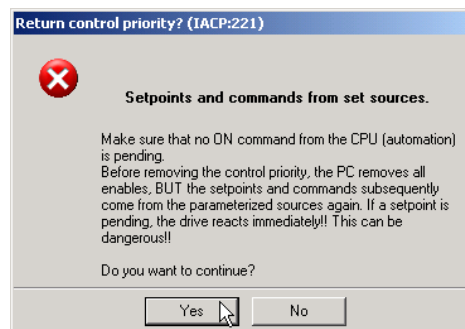 Return control priority? (IACP:221)
Setpoints and commands from set sources.
Make sure that no ON command from the CPU (automation)
is pending.
Before removing the control priority, the PC removes all
enables, BUT the setpoints and commands subsequently
come from the parameterized sources again. If a setpoint is
pending, the drive reacts immediately!! This can be
dangerous!!
Do you want to continue?
Yes
No